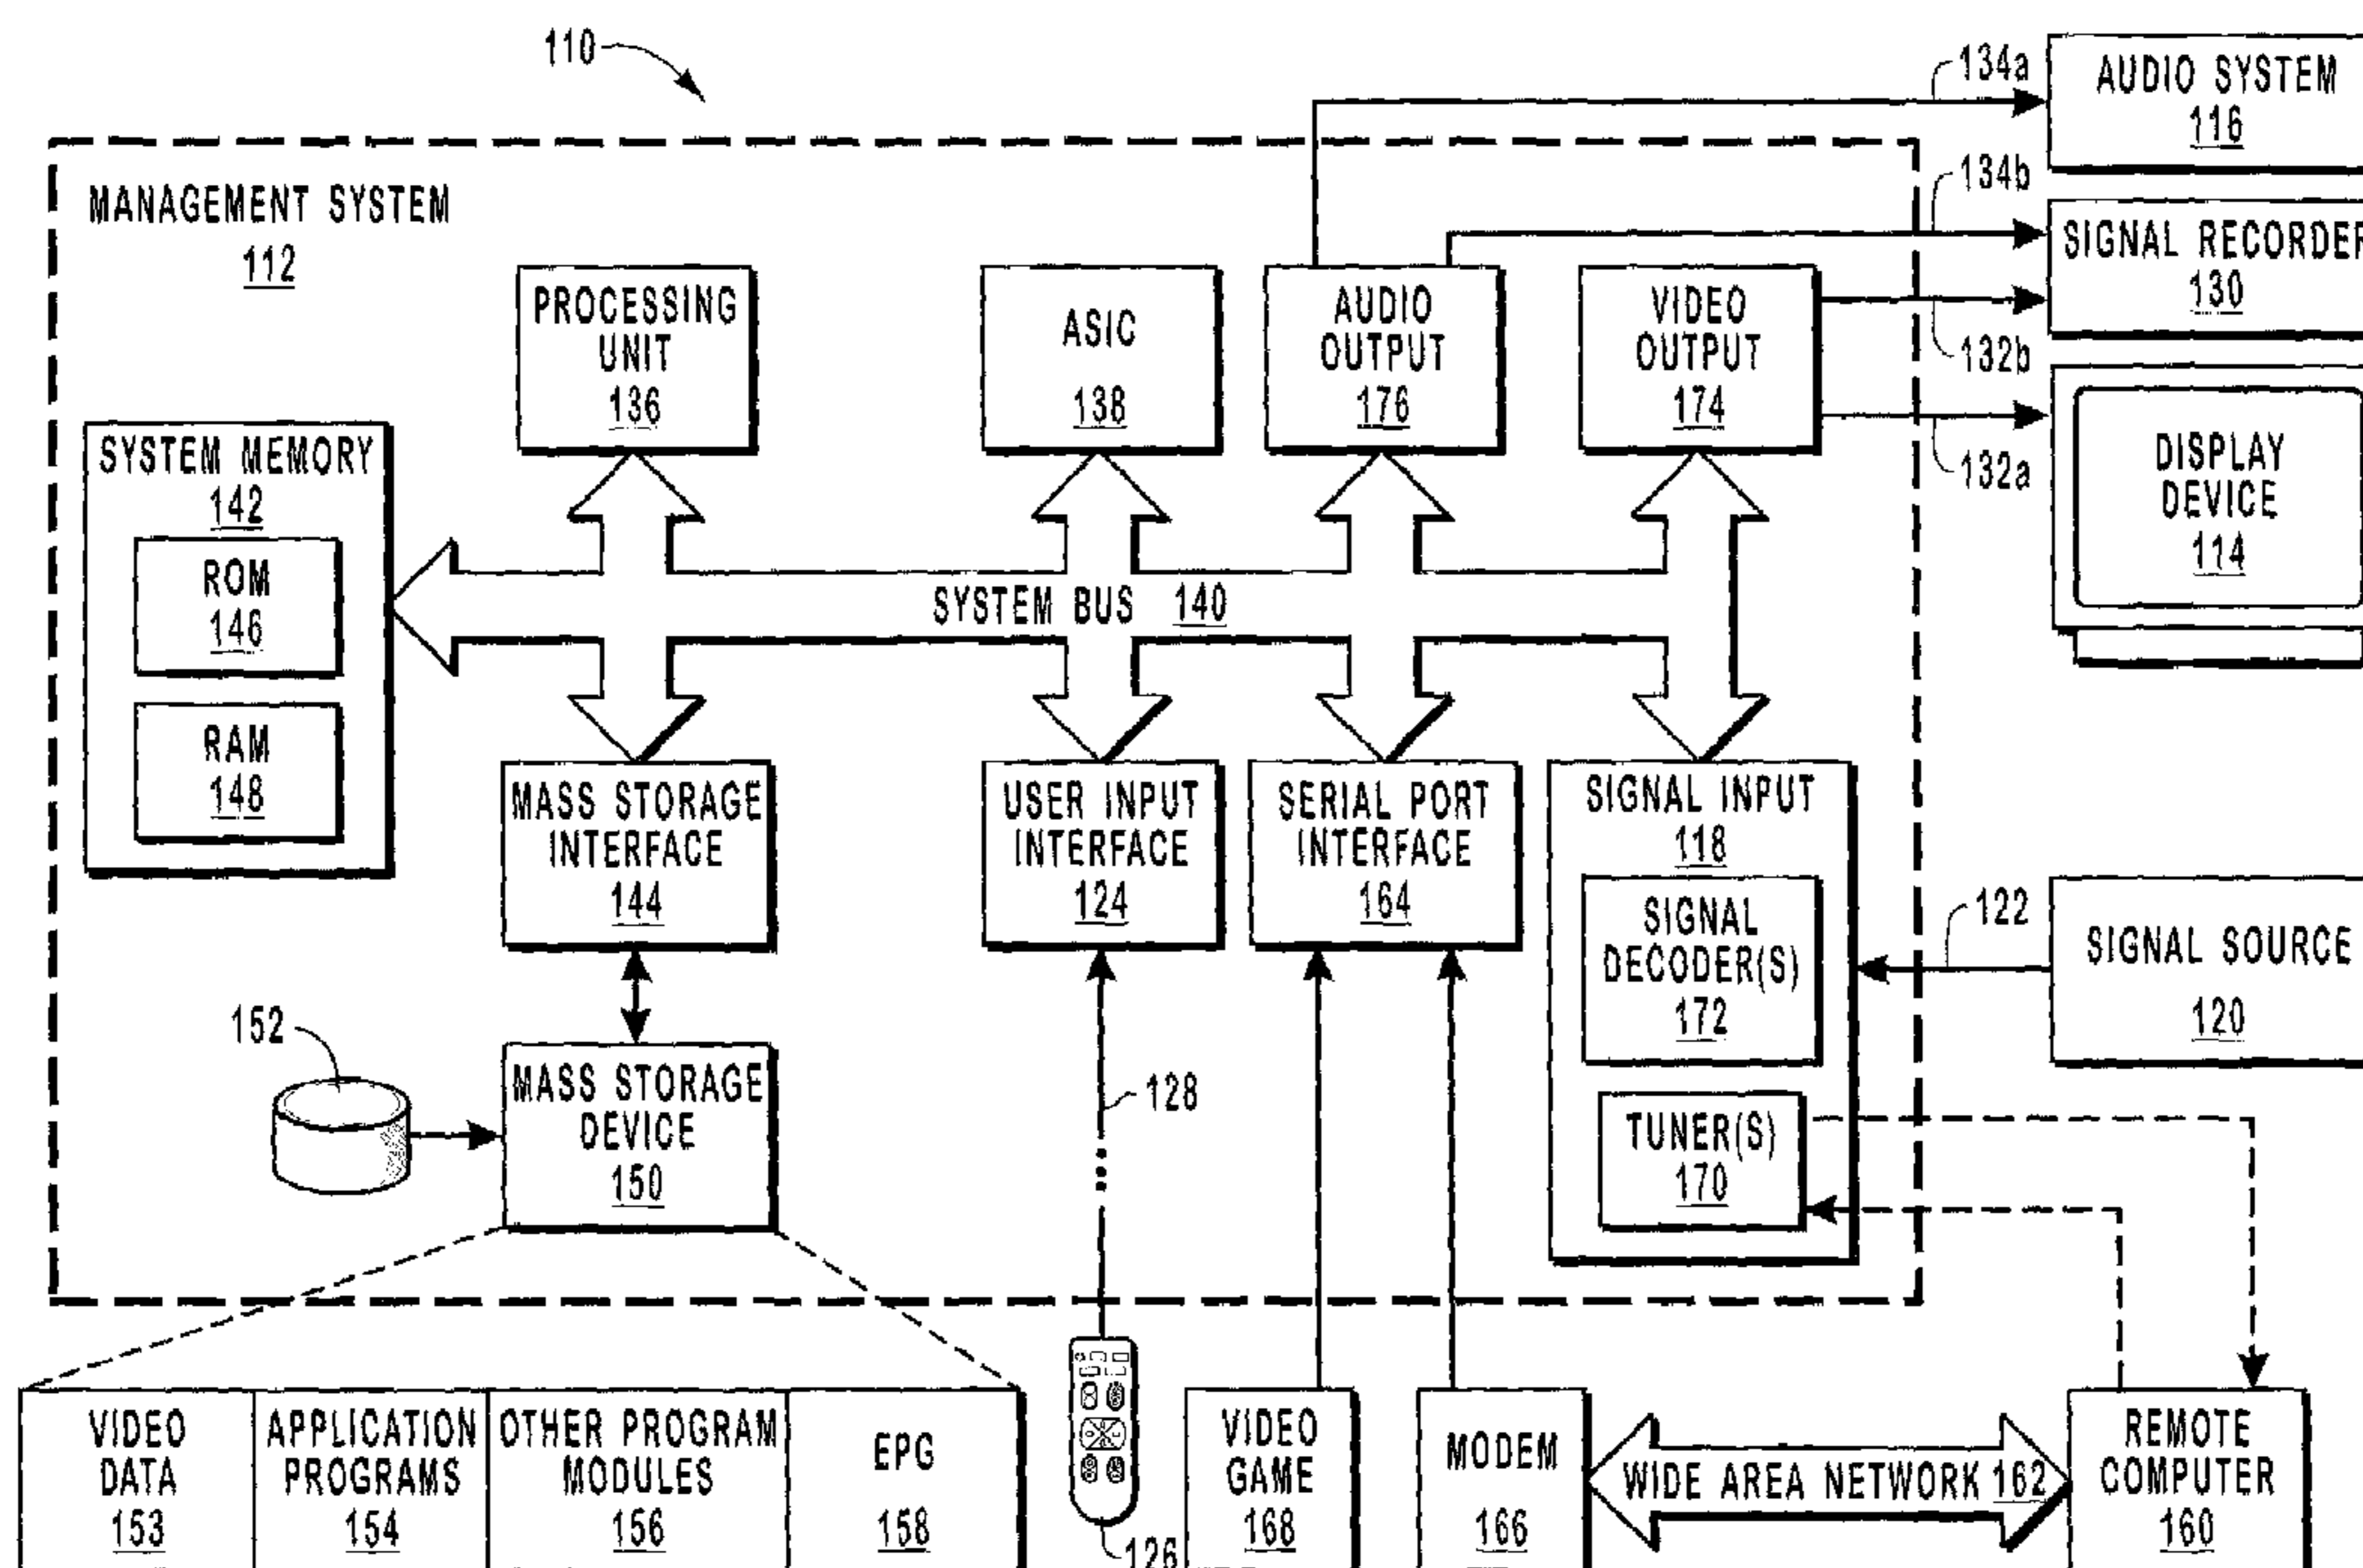 110
134a
AUDIO SYSTEM
116
MANAGEMENT SYSTEM
112
134b
SIGNAL RECORDER
130
132b
PROCESSING
UNIT
136
ASIC
138
AUDIO
OUTPUT
176
VIDEO
OUTPUT
174
132a
DISPLAY
DEVICE
114
SYSTEM MEMORY
142
ROM
146
RAM
148
SYSTEM BUS 140
MASS STORAGE
INTERFACE
144
USER INPUT
INTERFACE
124
SERIAL PORT
INTERFACE
164
SIGNAL INPUT
118
SIGNAL
DECODER(S)
172
TUNER(S)
170
122
SIGNAL SOURCE
120
152
MASS STORAGE
DEVICE
150
128
VIDEO
DATA
153
APPLICATION
PROGRAMS
154
OTHER PROGRAM
MODULES
156
EPG
158
126
VIDEO
GAME
168
MODEM
166
WIDE AREA NETWORK 162
REMOTE
COMPUTER
160